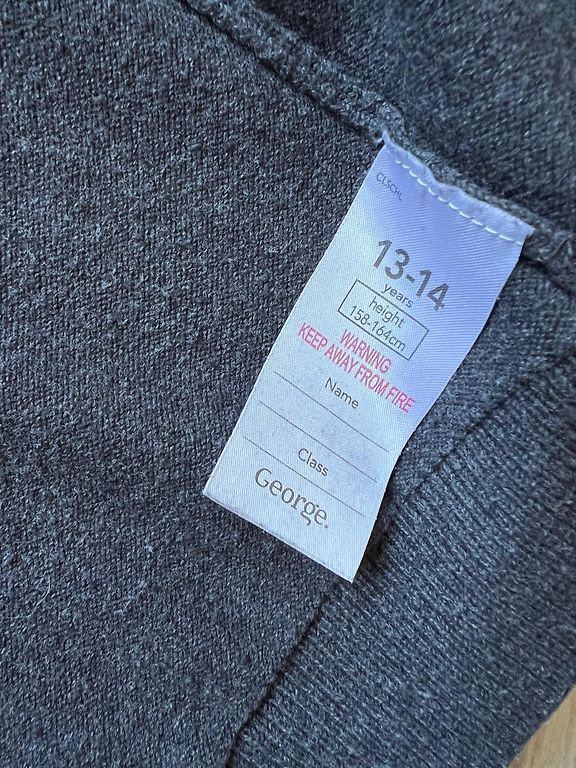 CLSCHL
13-14
years
height
158-164cm
WARNING
KEEP AWAY FROM FIRE
Name
Class
George.